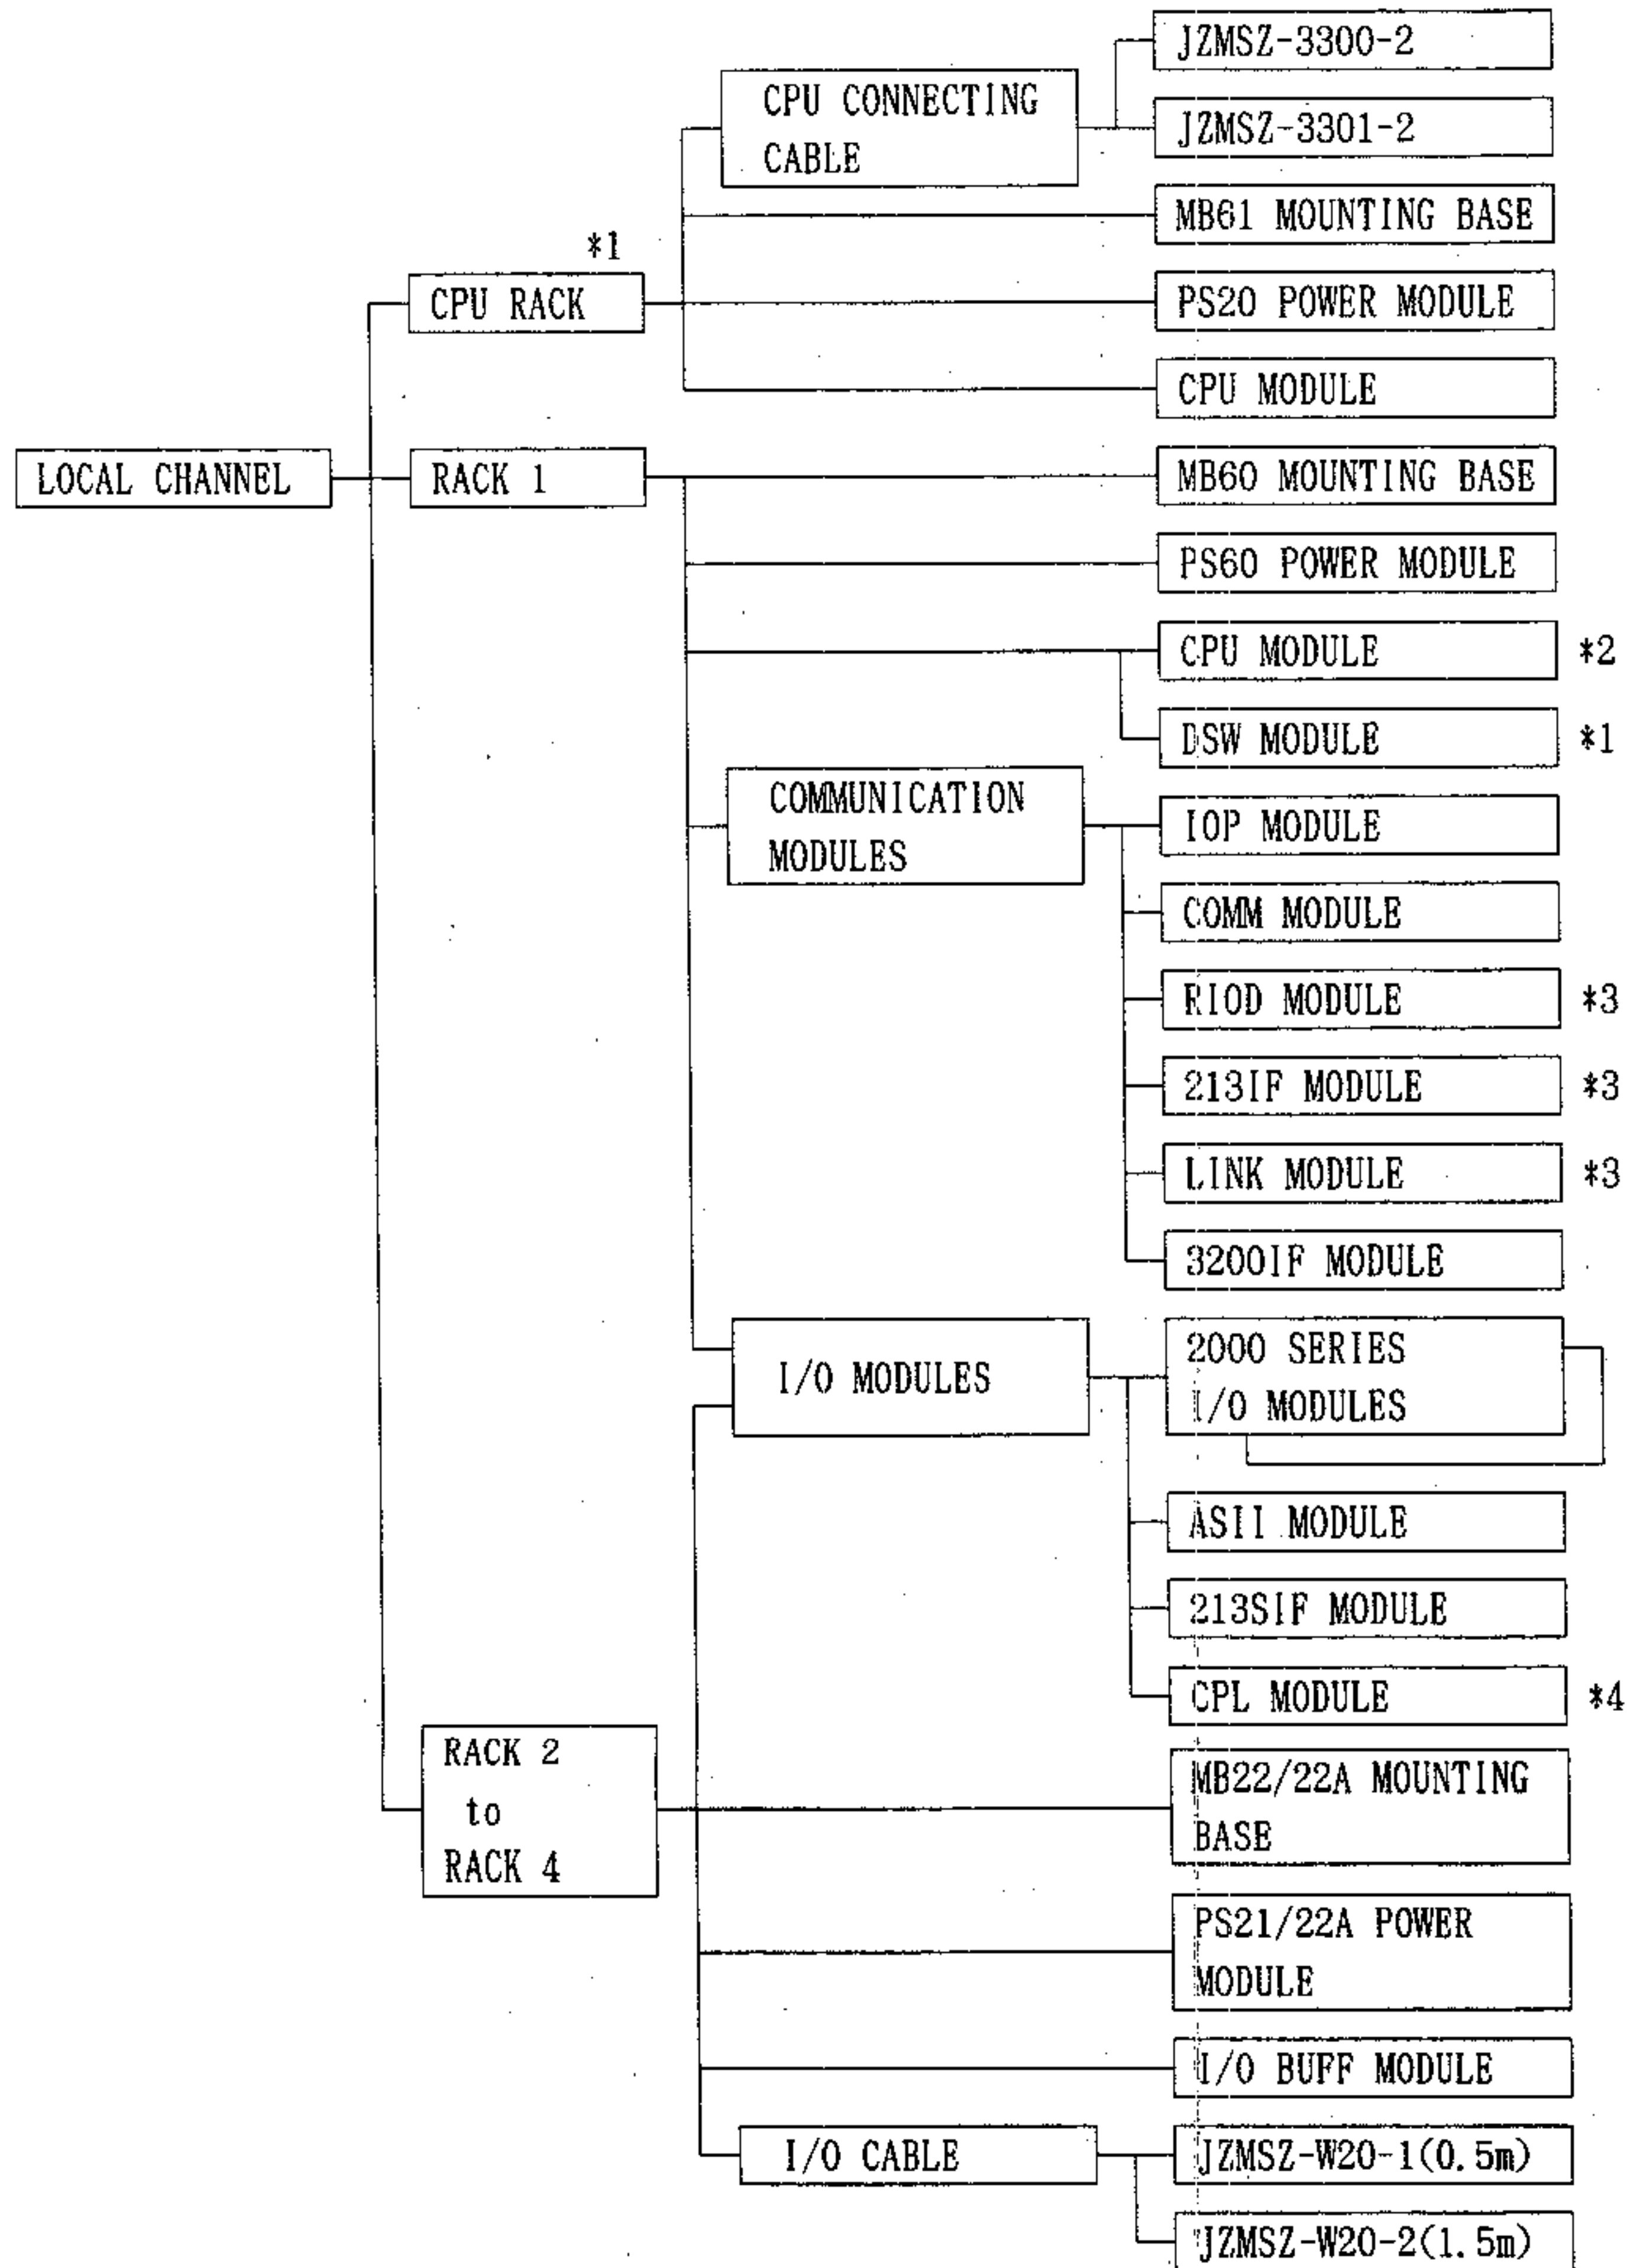 JZMSZ-3300-2
CPU CONNECTING
CABLE
JZMSZ-3301-2
MB61 MOUNTING BASE
*1
CPU RACK
PS20 POWER MODULE
CPU MODULE
LOCAL CHANNEL
RACK 1
MB60 MOUNTING BASE
PS60 POWER MODULE
CPU MODULE *2
DSW MODULE *1
COMMUNICATION
MODULES
IOP MODULE
COMM MODULE
RIOD MODULE *3
213IF MODULE *3
LINK MODULE *3
3200IF MODULE
I/O MODULES
2000 SERIES
I/O MODULES
ASII MODULE
213SIF MODULE
CPL MODULE *4
RACK 2
to
RACK 4
MB22/22A MOUNTING
BASE
PS21/22A POWER
MODULE
I/O BUFF MODULE
I/O CABLE
JZMSZ-W20-1(0.5m)
JZMSZ-W20-2(1.5m)